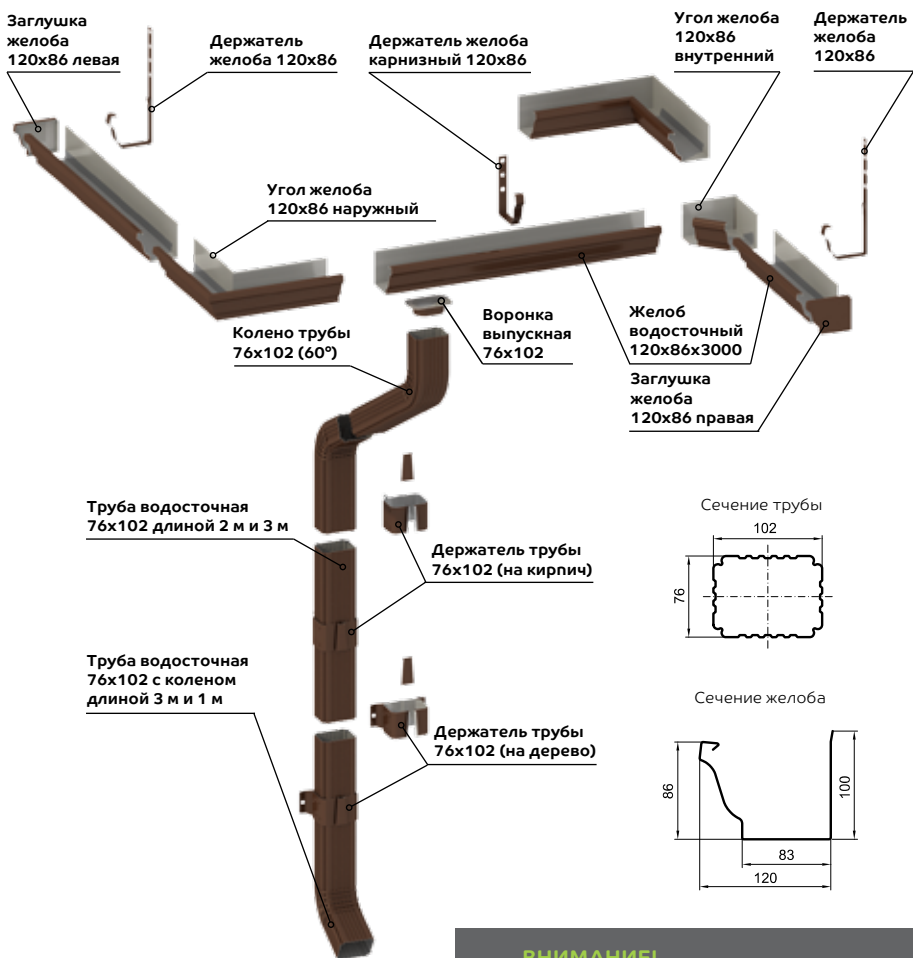 Заглушка
желоба
120х86 левая
Держатель
желоба 120х86
Держатель желоба
карнизный 120х86
Угол желоба
120х86
внутренний
Держатель
желоба
120х86
Угол желоба
120х86 наружный
Колено трубы
76х102 (60°)
Воронка
выпускная
76х102
Желоб
водосточный
120х86х3000
Заглушка
желоба
120х86 правая
Труба водосточная
76х102 длиной 2 м и 3 м
Держатель трубы
76х102 (на кирпич)
Сечение трубы
102
76
Труба водосточная
76х102 с коленом
длиной 3 м и 1 м
Держатель трубы
76х102 (на дерево)
Сечение желоба
86
100
83
120
ВНИМАНИЕ!